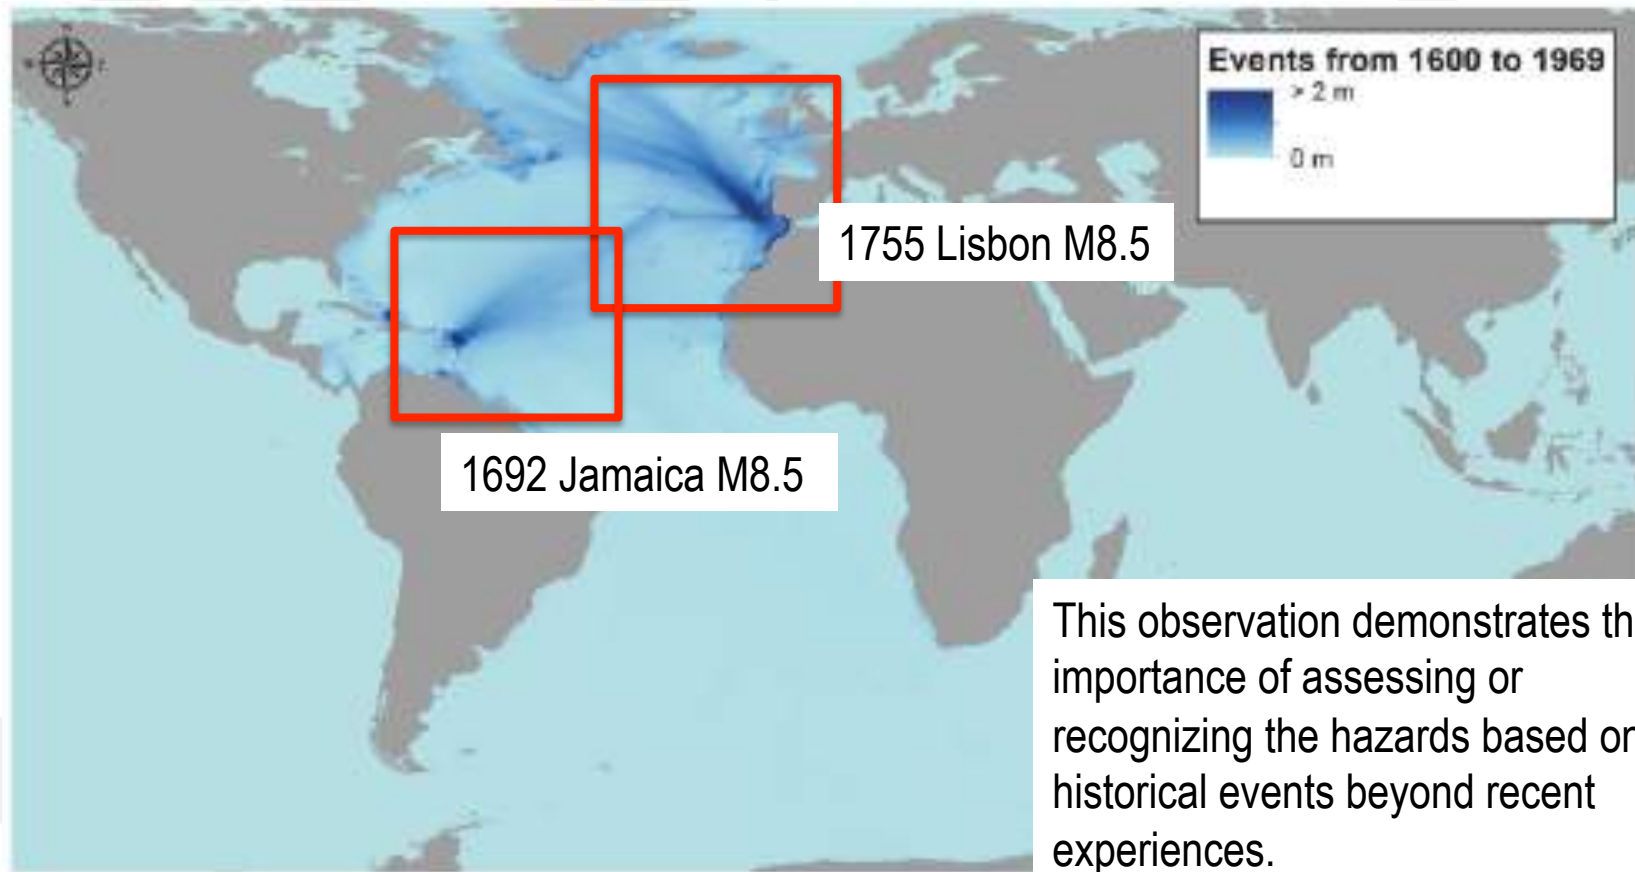 Events from 1600 to 1969
> 2 m
0 m
1755 Lisbon M8.5
1692 Jamaica M8.5
This observation demonstrates th
importance of assessing or
recognizing the hazards based on
historical events beyond recent
experiences.